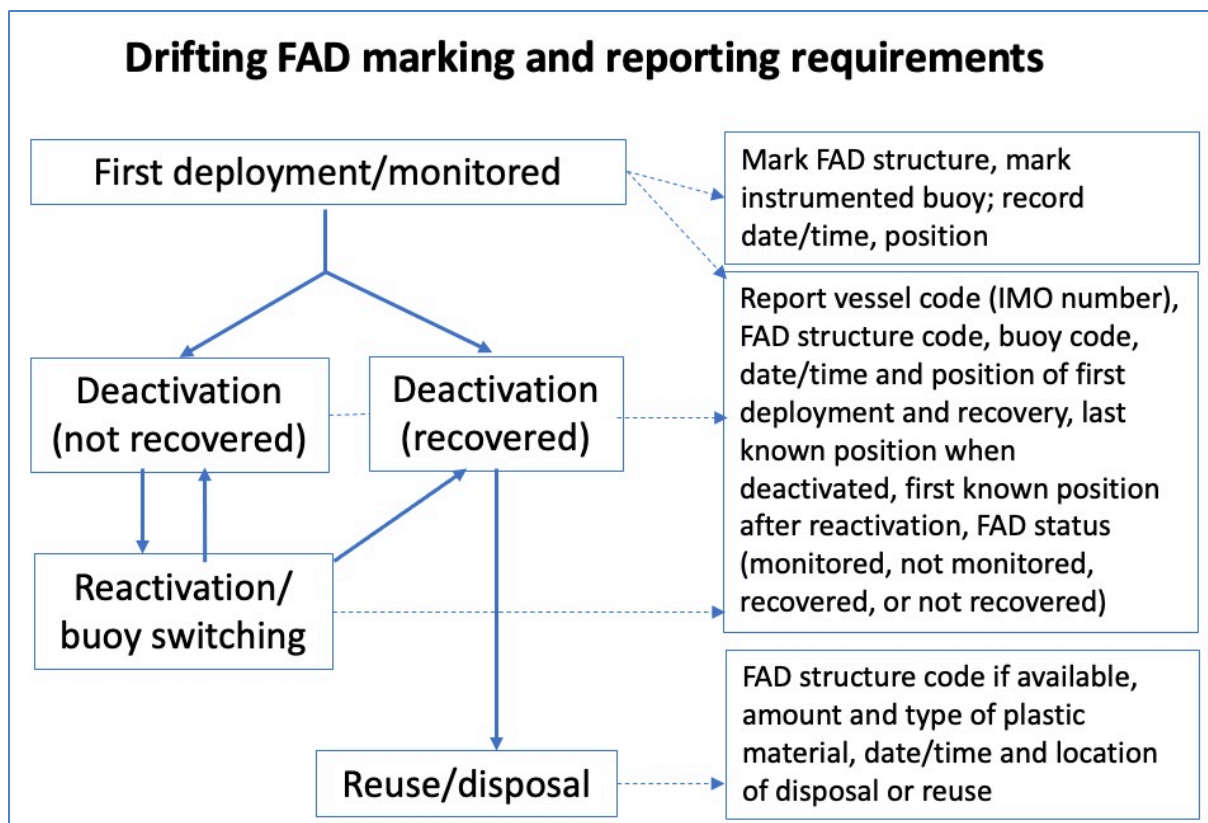 Drifting FAD marking and reporting requirements
First deployment/monitored
Mark FAD structure, mark
instrumented buoy; record
date/time, position
Report vessel code (IMO number),
FAD structure code, buoy code,
date/time and position of first
deployment and recovery, last
known position when
deactivated, first known position
after reactivation, FAD status
(monitored, not monitored,
recovered, or not recovered)
Deactivation
(not recovered)
Deactivation
(recovered)
Reactivation/
buoy switching
Reuse/disposal
FAD structure code if available,
amount and type of plastic
material, date/time and location
of disposal or reuse